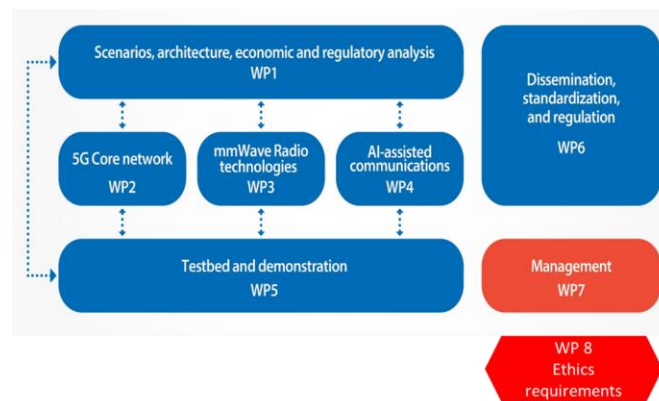 Scenarios, architecture, economic and regulatory analysis
WP1
Dissemination,
standardization,
and regulation
WP6
5G Core network
WP2
mmWave Radio
technologies
WP3
AI-assisted
communications
WP4
Testbed and demonstration
WP5
Management
WP7
WP 8
Ethics
requirements